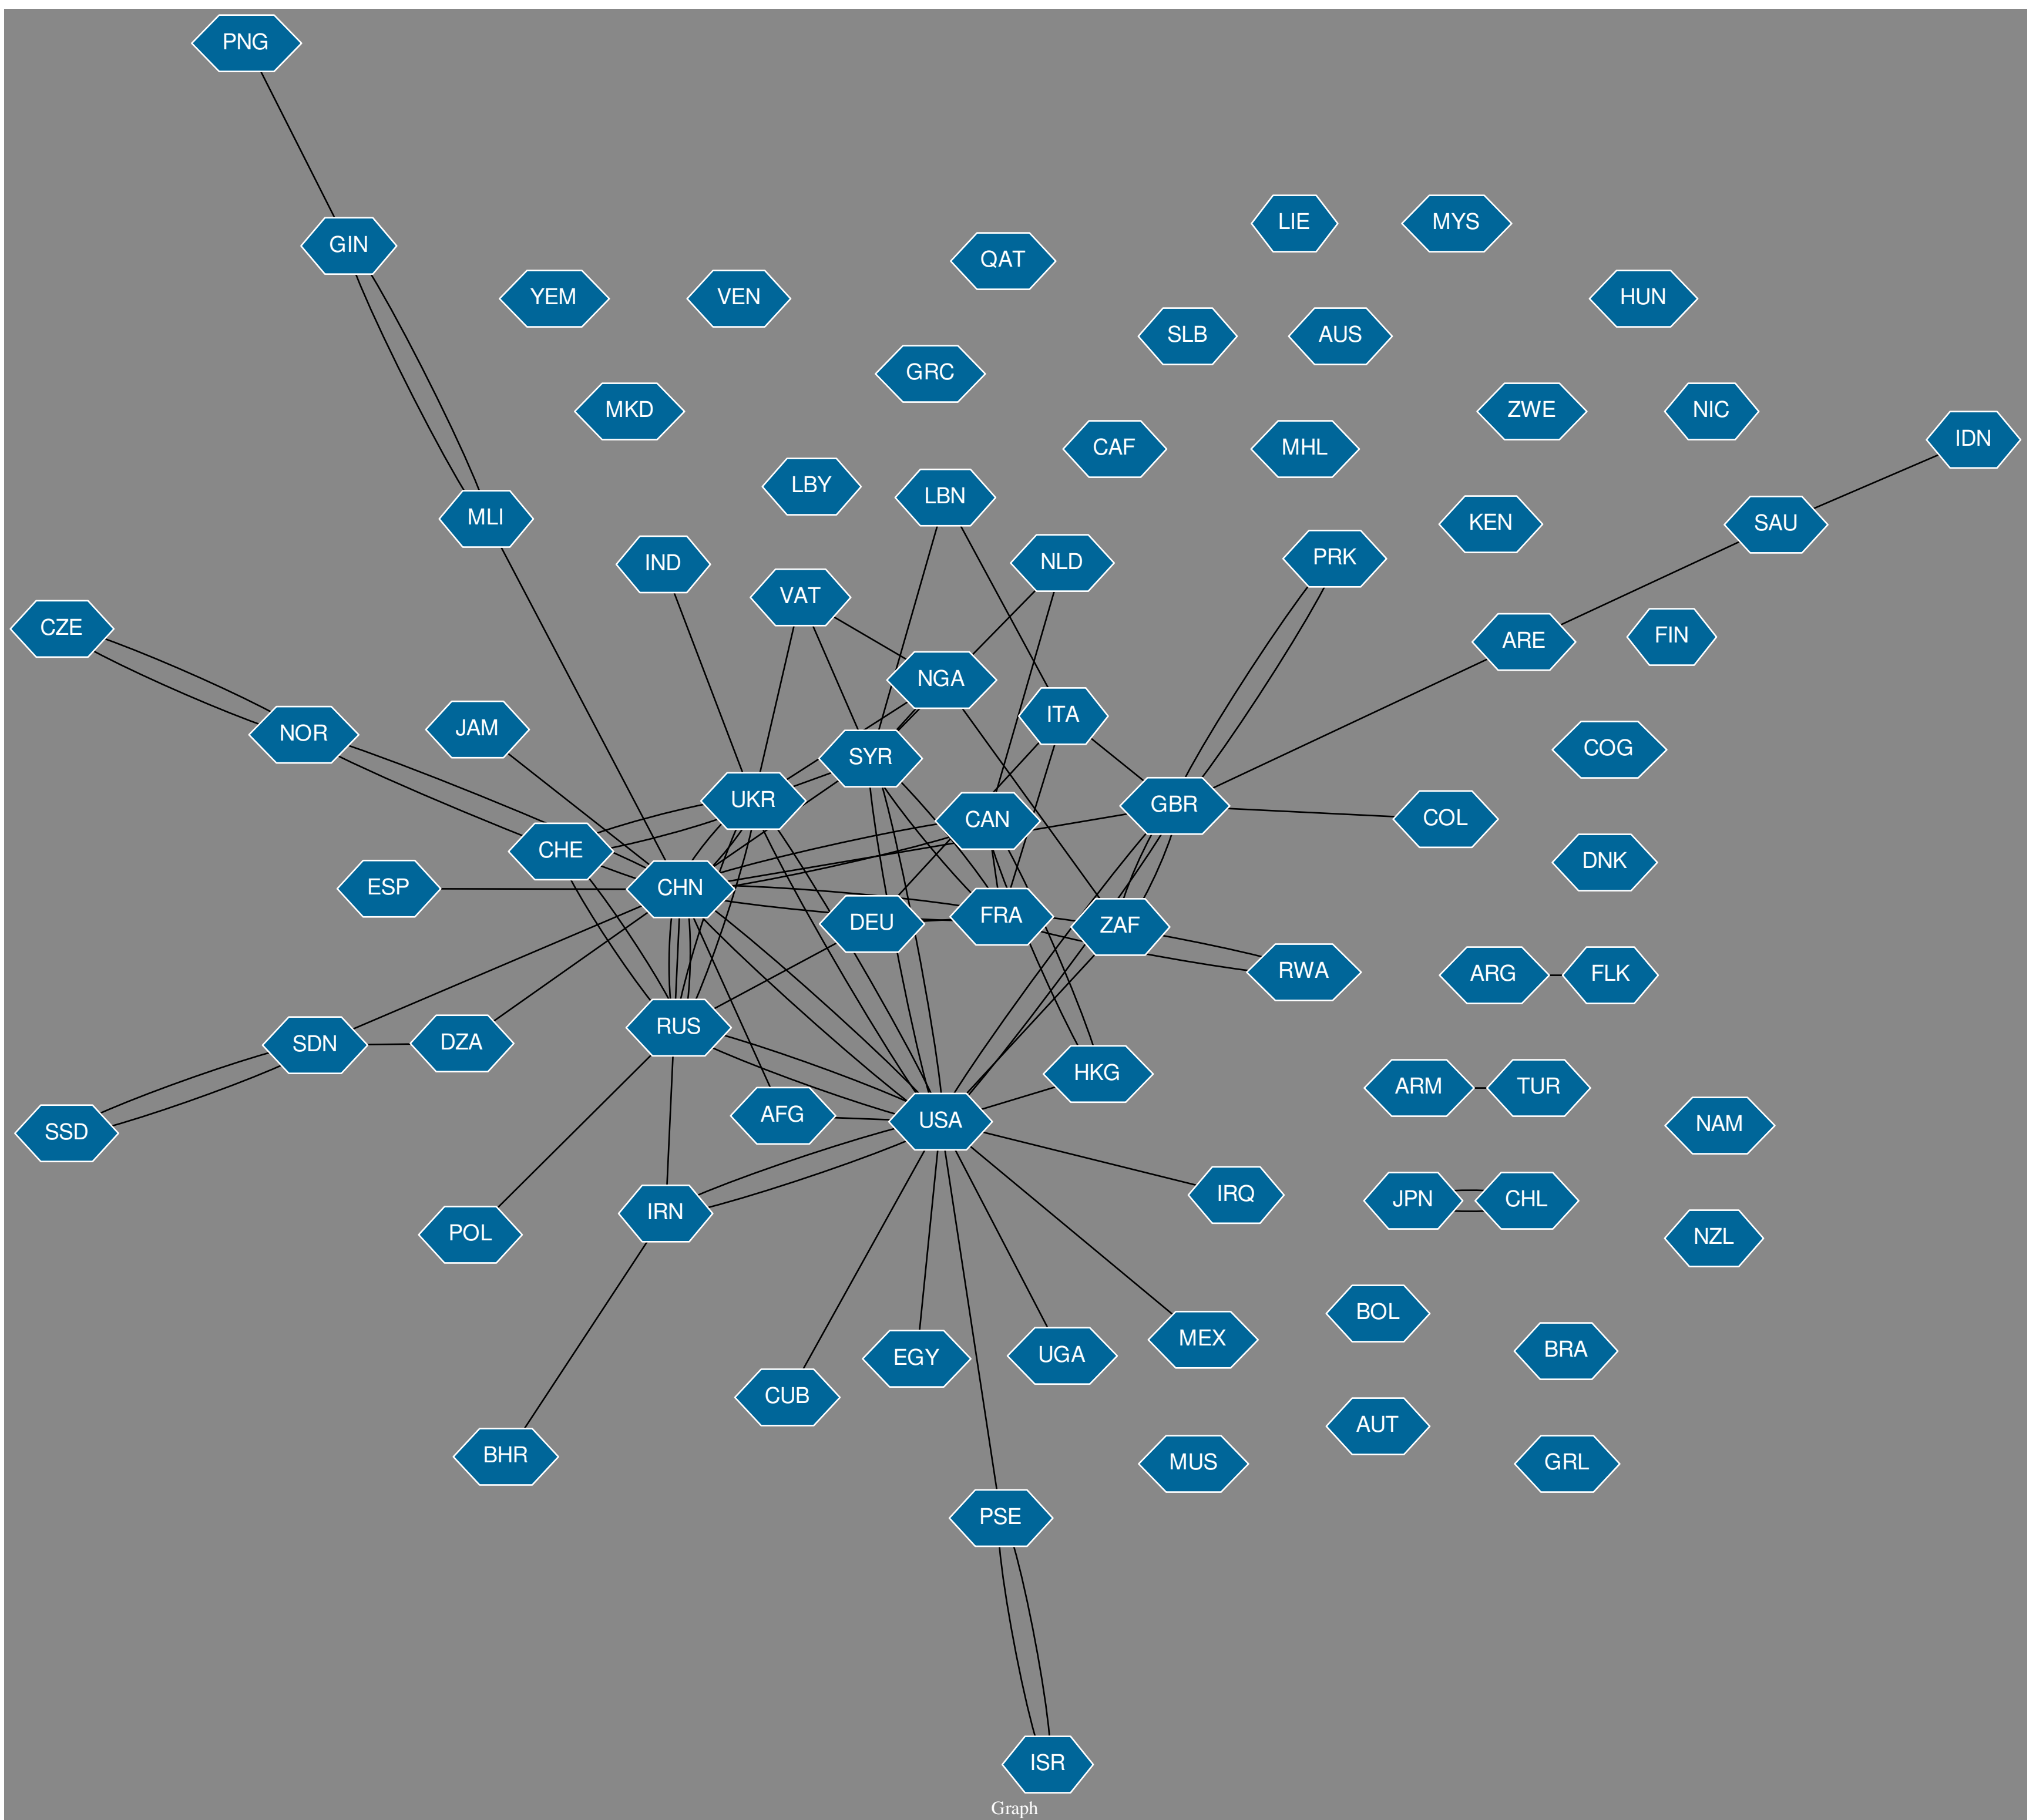 PNG
LIE
MYS
GIN
QAT
YEM
VEN
HUN
SLB
AUS
GRC
MKD
ZWE
NIC
IDN
CAF
MHL
LBY
LBN
MLI
KEN
SAU
IND
NLD
PRK
VAT
CZE
FIN
ARE
NGA
ITA
NOR
JAM
COG
SYR
UKR
GBR
CAN
COL
CHE
DNK
ESP
CHN
FRA
DEU
ZAF
RWA
ARG
FLK
RUS
SDN
DZA
HKG
ARM
TUR
AFG
USA
SSD
NAM
IRQ
JPN
CHL
IRN
POL
NZL
BOL
MEX
BRA
UGA
EGY
CUB
AUT
BHR
MUS
GRL
PSE
ISR
Graph